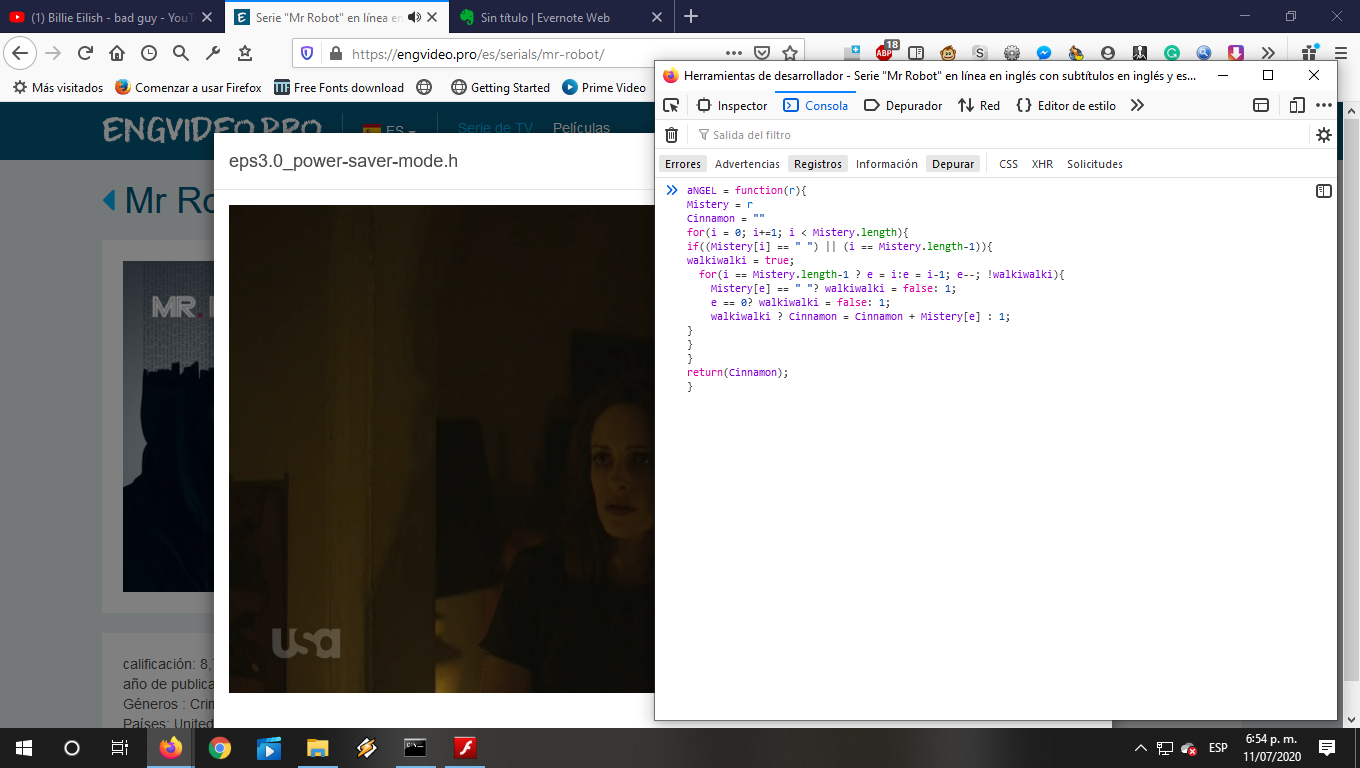 (1) Billie Eilish - bad guy - YouT
Serie "Mr Robot" en línea en
Sin título | Evernote Web
https://engvideo.pro/es/serials/mr-robot/
18
ABP
S
Más visitados
Comenzar a usar Firefox
Free Fonts download
Getting Started
Prime Video
ENGVIDEO.PRO
ES
Serie de TV
Películas
Mr Ro
eps3.0_power-saver-mode.h
MR.
usa
calificación: 8,
año de publica
Géneros : Crim
Países: United
Herramientas de desarrollador - Serie "Mr Robot" en línea en inglés con subtítulos en inglés y es...
Inspector
Consola
Depurador
Red
Editor de estilo
Salida del filtro
Errores
Advertencias
Registros
Información
Depurar
CSS
XHR
Solicitudes
aNGEL = function(r){
Mistery = r
Cinnamon = ""
for(i = 0; i+=1; i < Mistery.length){
if((Mistery[i] == " ") || (i == Mistery.length-1)){
walkiwalki = true;
for(i == Mistery.length-1 ? e = i:e = i-1; e--; !walkiwalki){
Mistery[e] == " "? walkiwalki = false: 1;
e == 0? walkiwalki = false: 1;
walkiwalki ? Cinnamon = Cinnamon + Mistery[e] : 1;
}
}
}
return(Cinnamon);
}
ESP
6:54 p. m.
11/07/2020